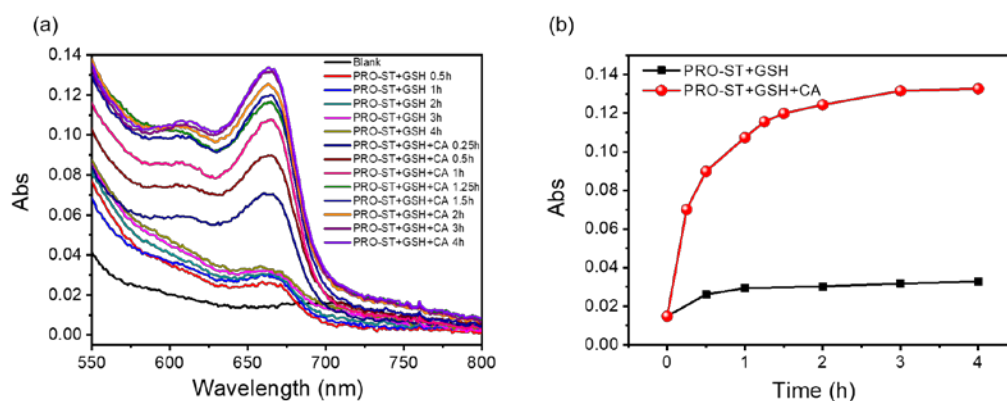 (a)
0.14
0.12
0.10
0.08
0.06
0.04
0.02
0.00
Abs
550 600 650 700 750 800
Wavelength (nm)
Blank
PRO-ST+GSH 0.5h
PRO-ST+GSH 1h
PRO-ST+GSH 2h
PRO-ST+GSH 3h
PRO-ST+GSH 4h
PRO-ST+GSH+CA 0.25h
PRO-ST+GSH+CA 0.5h
PRO-ST+GSH+CA 1h
PRO-ST+GSH+CA 1.25h
PRO-ST+GSH+CA 1.5h
PRO-ST+GSH+CA 2h
PRO-ST+GSH+CA 3h
PRO-ST+GSH+CA 4h
(b)
0.14
0.12
0.10
0.08
0.06
0.04
0.02
0.00
Abs
0 1 2 3 4
Time (h)
PRO-ST+GSH
PRO-ST+GSH+CA